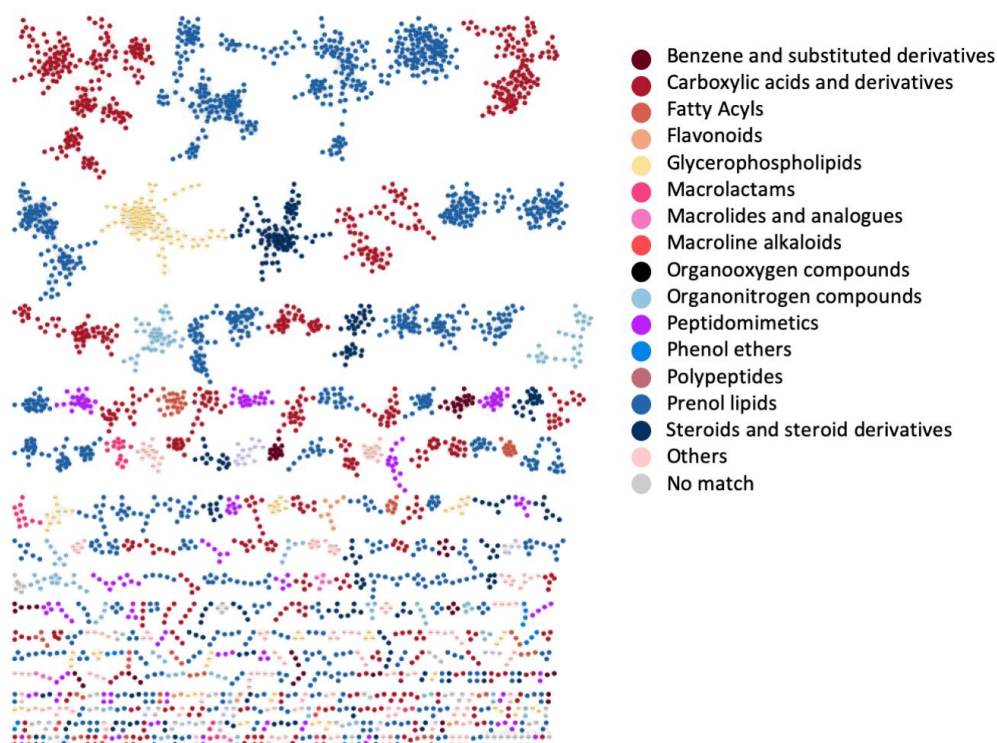 Benzene and substituted derivatives
Carboxylic acids and derivatives
Fatty Acyls
Flavonoids
Glycerophospholipids
Macrolactams
Macrolides and analogues
Macroline alkaloids
Organooxygen compounds
Organonitrogen compounds
Peptidomimetics
Phenol ethers
Polypeptides
Prenol lipids
Steroids and steroid derivatives
Others
No match